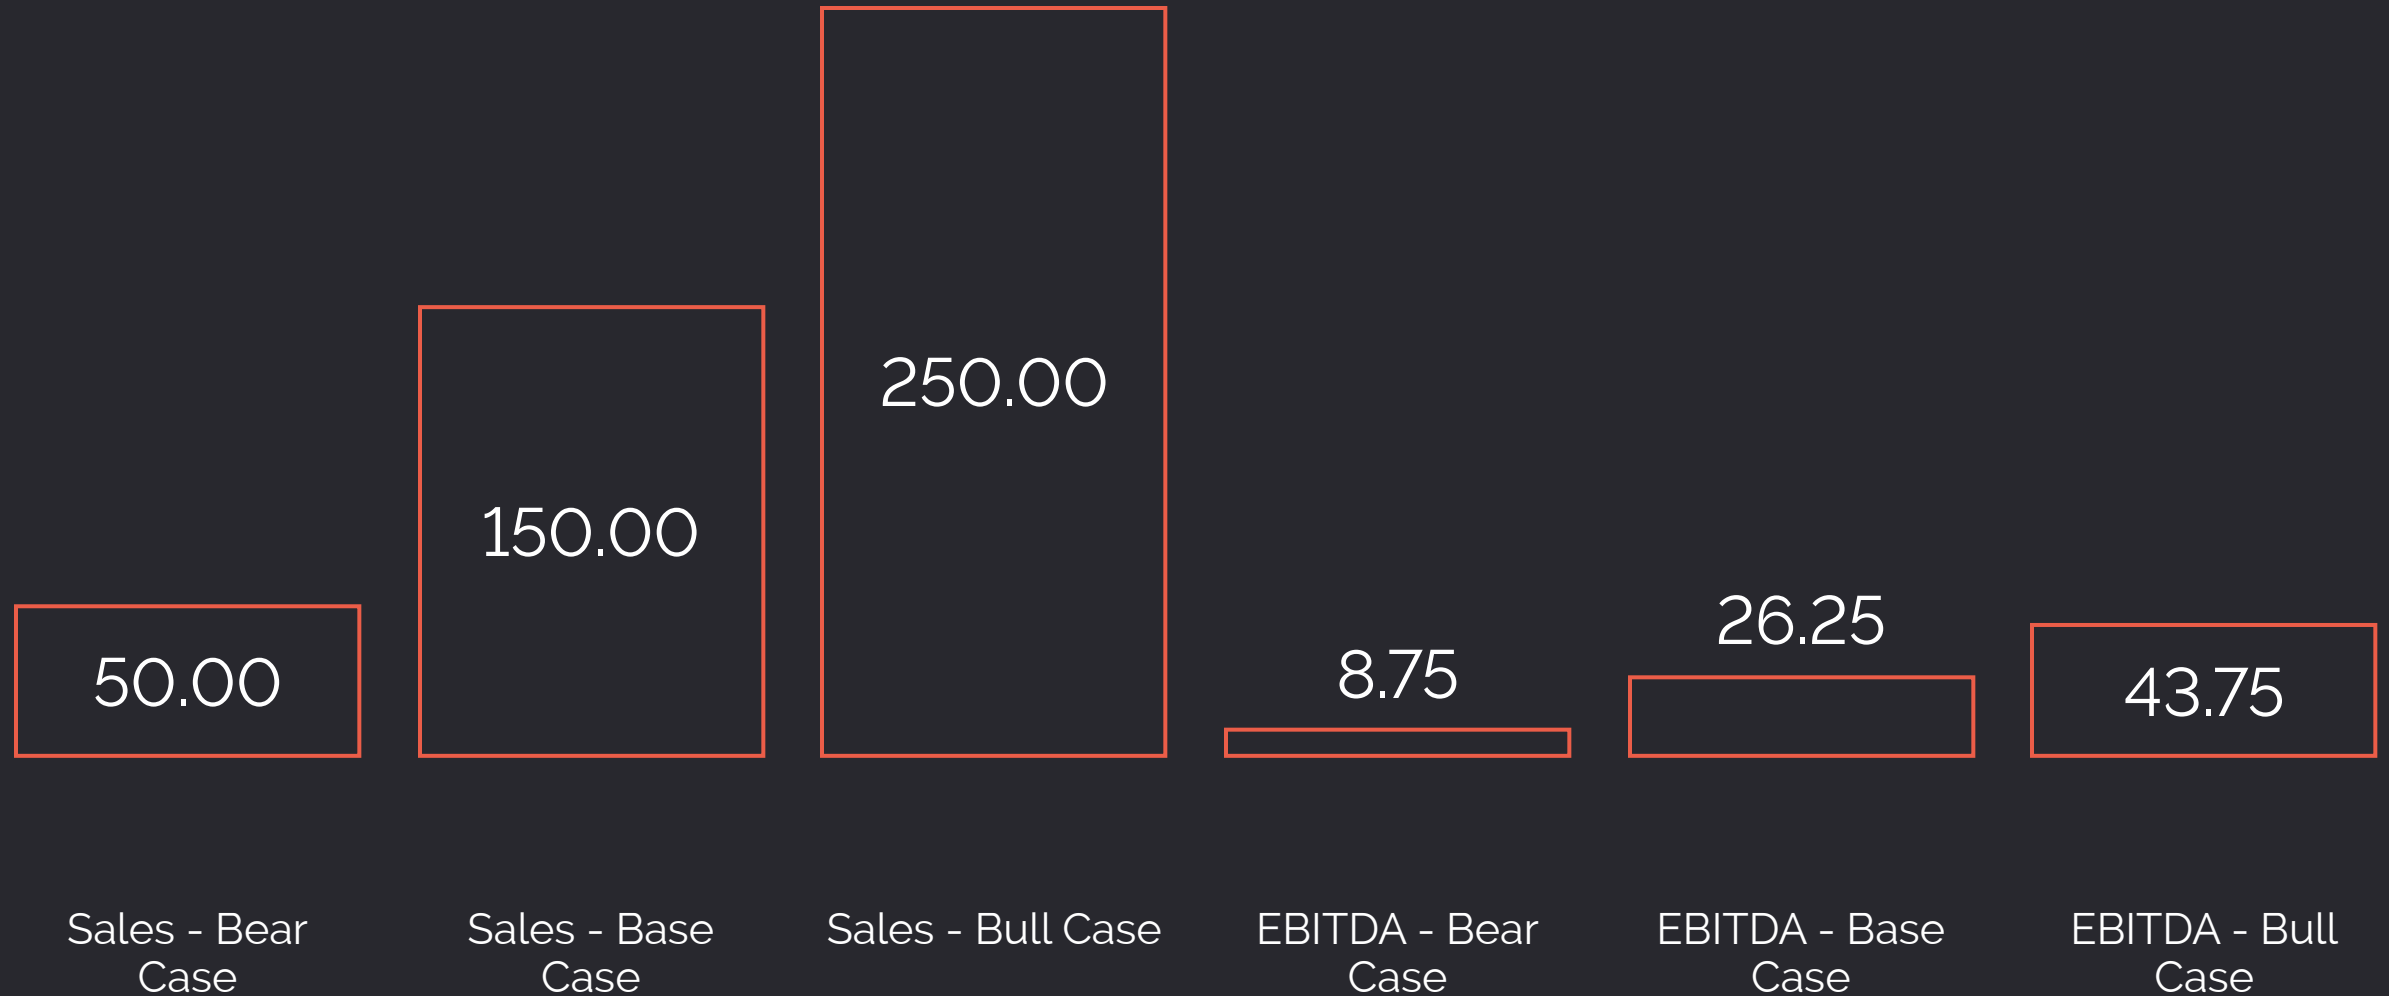 250.00
150.00
50.00
8.75
26.25
43.75
Sales - Bear
Case
Sales - Base
Case
Sales - Bull Case
EBITDA - Bear
Case
EBITDA - Base
Case
EBITDA - Bull
Case